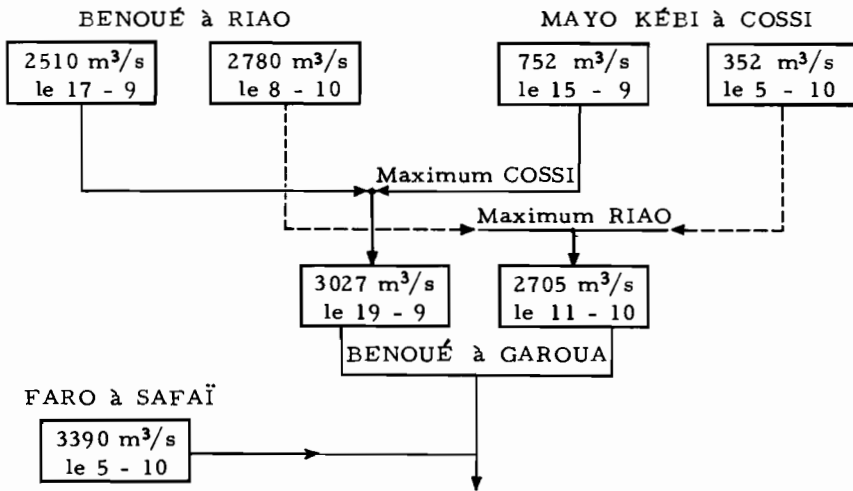 BENOUÉ à RIAO
MAYO KÉBI à COSSI
2510 m³/s
le 17 - 9
2780 m³/s
le 8 - 10
752 m³/s
le 15 - 9
352 m³/s
le 5 - 10
Maximum COSSI
Maximum RIAO
3027 m³/s
le 19 - 9
2705 m³/s
le 11 - 10
BENOUÉ à GAROUA
FARO à SAFAÏ
3390 m³/s
le 5 - 10